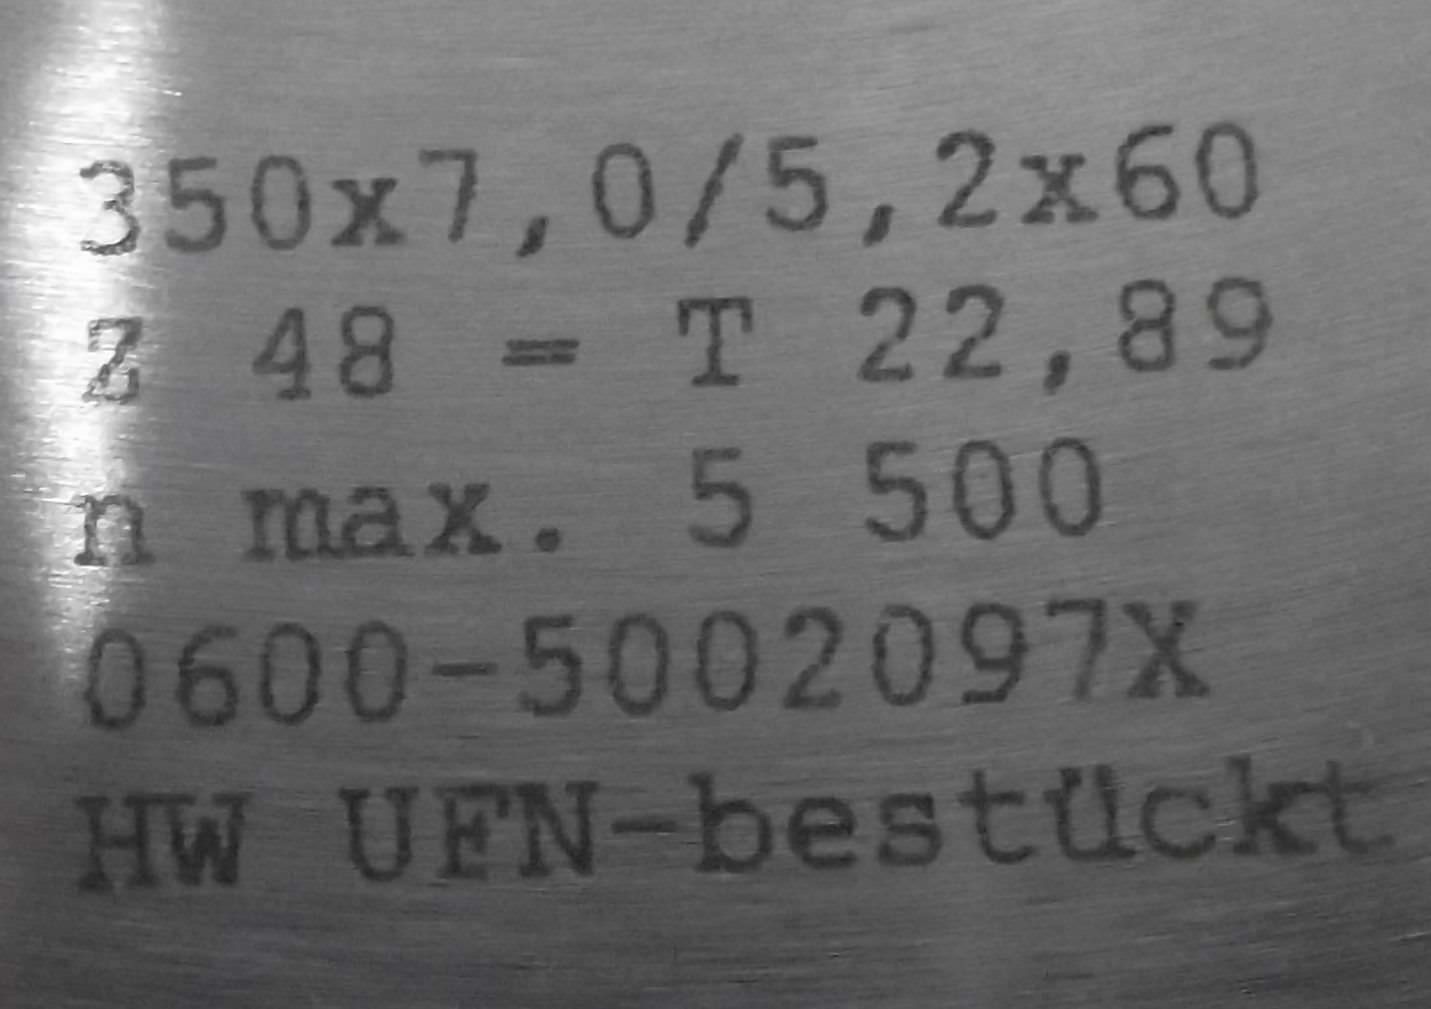 350x7,0/5,2x60
Z 48 = T 22,89
n max. 5 500
0600-5002097X
HW UFN-bestückt